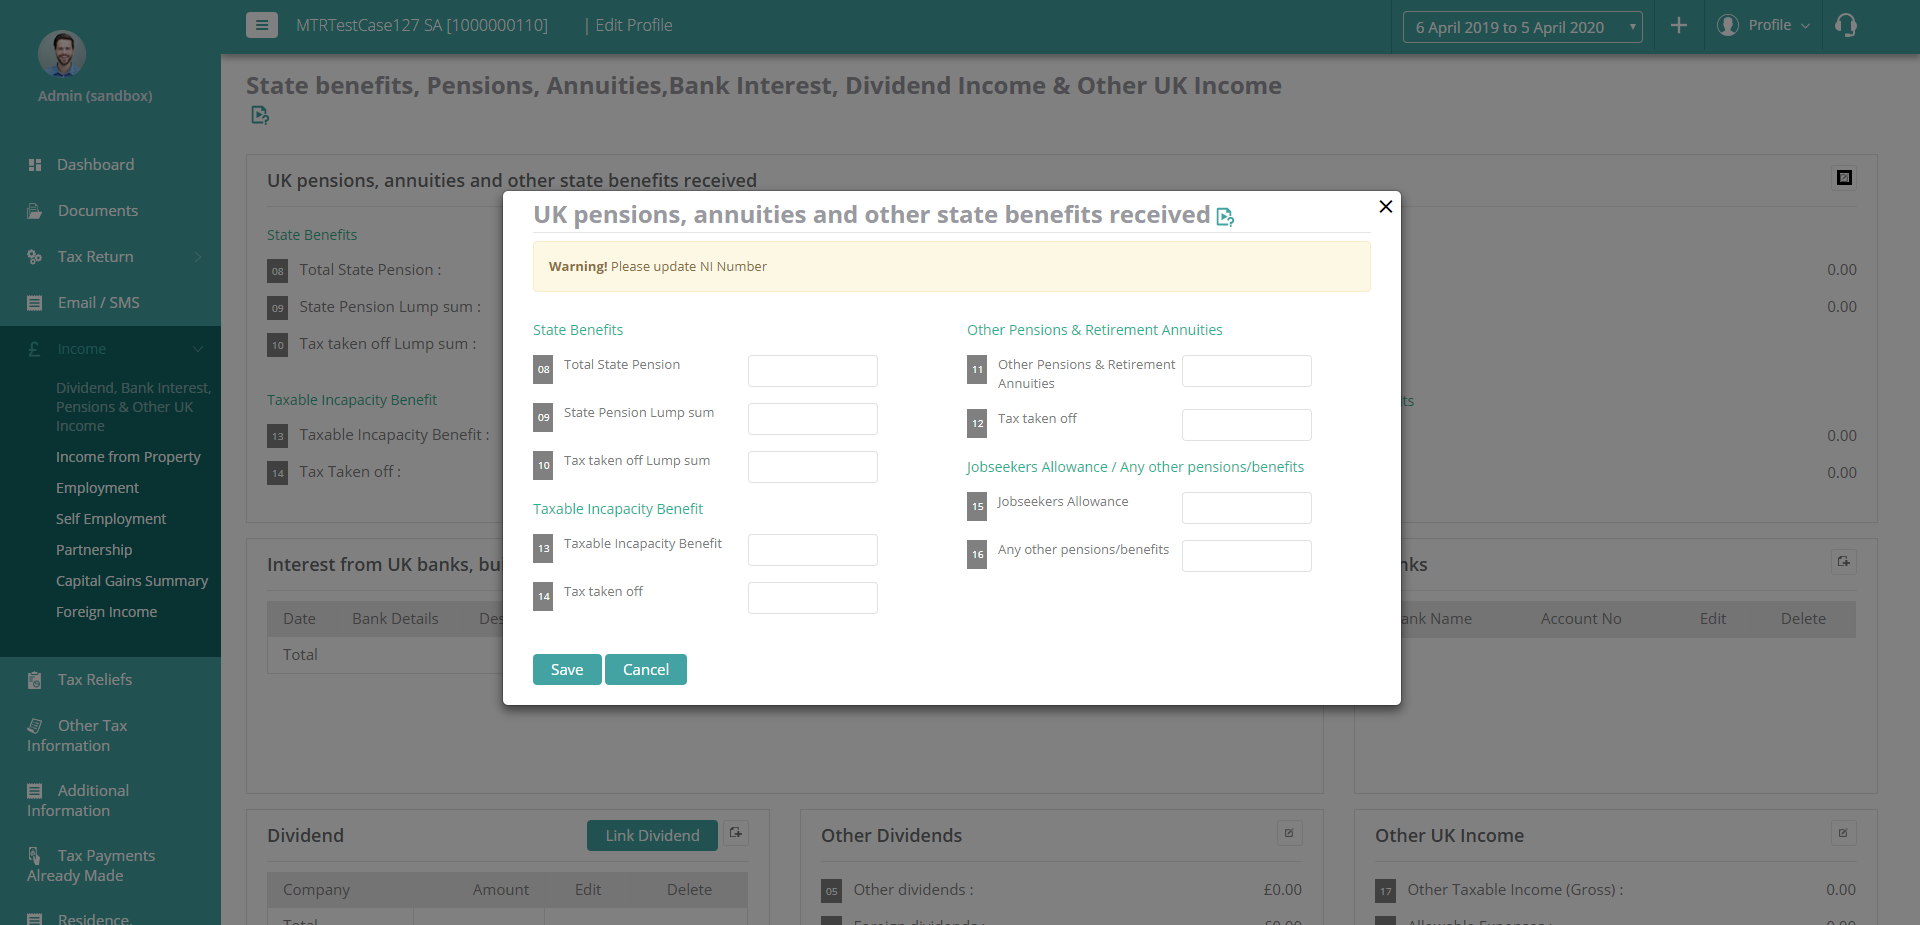 MTRTestCase127 SA [1000000110] | Edit Profile
6 April 2019 to 5 April 2020
Profile
Admin (sandbox)
Dashboard
Documents
Tax Return
Email / SMS
Income
Dividend, Bank Interest,
Pensions & Other UK
Income
Income from Property
Employment
Self Employment
Partnership
Capital Gains Summary
Foreign Income
Tax Reliefs
Other Tax
Information
Additional
Information
Tax Payments
Already Made
Residence,
State benefits, Pensions, Annuities,Bank Interest, Dividend Income & Other UK Income
UK pensions, annuities and other state benefits received
State Benefits
08 Total State Pension :
0.00
09 State Pension Lump sum :
0.00
10 Tax taken off Lump sum :
Taxable Incapacity Benefit
ts
13 Taxable Incapacity Benefit :
0.00
14 Tax Taken off :
0.00
UK pensions, annuities and other state benefits received
Warning! Please update NI Number
State Benefits
08 Total State Pension
09 State Pension Lump sum
10 Tax taken off Lump sum
Taxable Incapacity Benefit
13 Taxable Incapacity Benefit
14 Tax taken off
Other Pensions & Retirement Annuities
11 Other Pensions & Retirement
Annuities
12 Tax taken off
Jobseekers Allowance / Any other pensions/benefits
15 Jobseekers Allowance
16 Any other pensions/benefits
Save Cancel
Interest from UK banks, bu
Date Bank Details Des
Total
nks
ank Name Account No Edit Delete
Dividend
Link Dividend
Company Amount Edit Delete
Total
Other Dividends
05 Other dividends : £0.00
Foreign dividends : £0.00
Other UK Income
17 Other Taxable Income (Gross) : 0.00
Allowable Expenses : 0.00